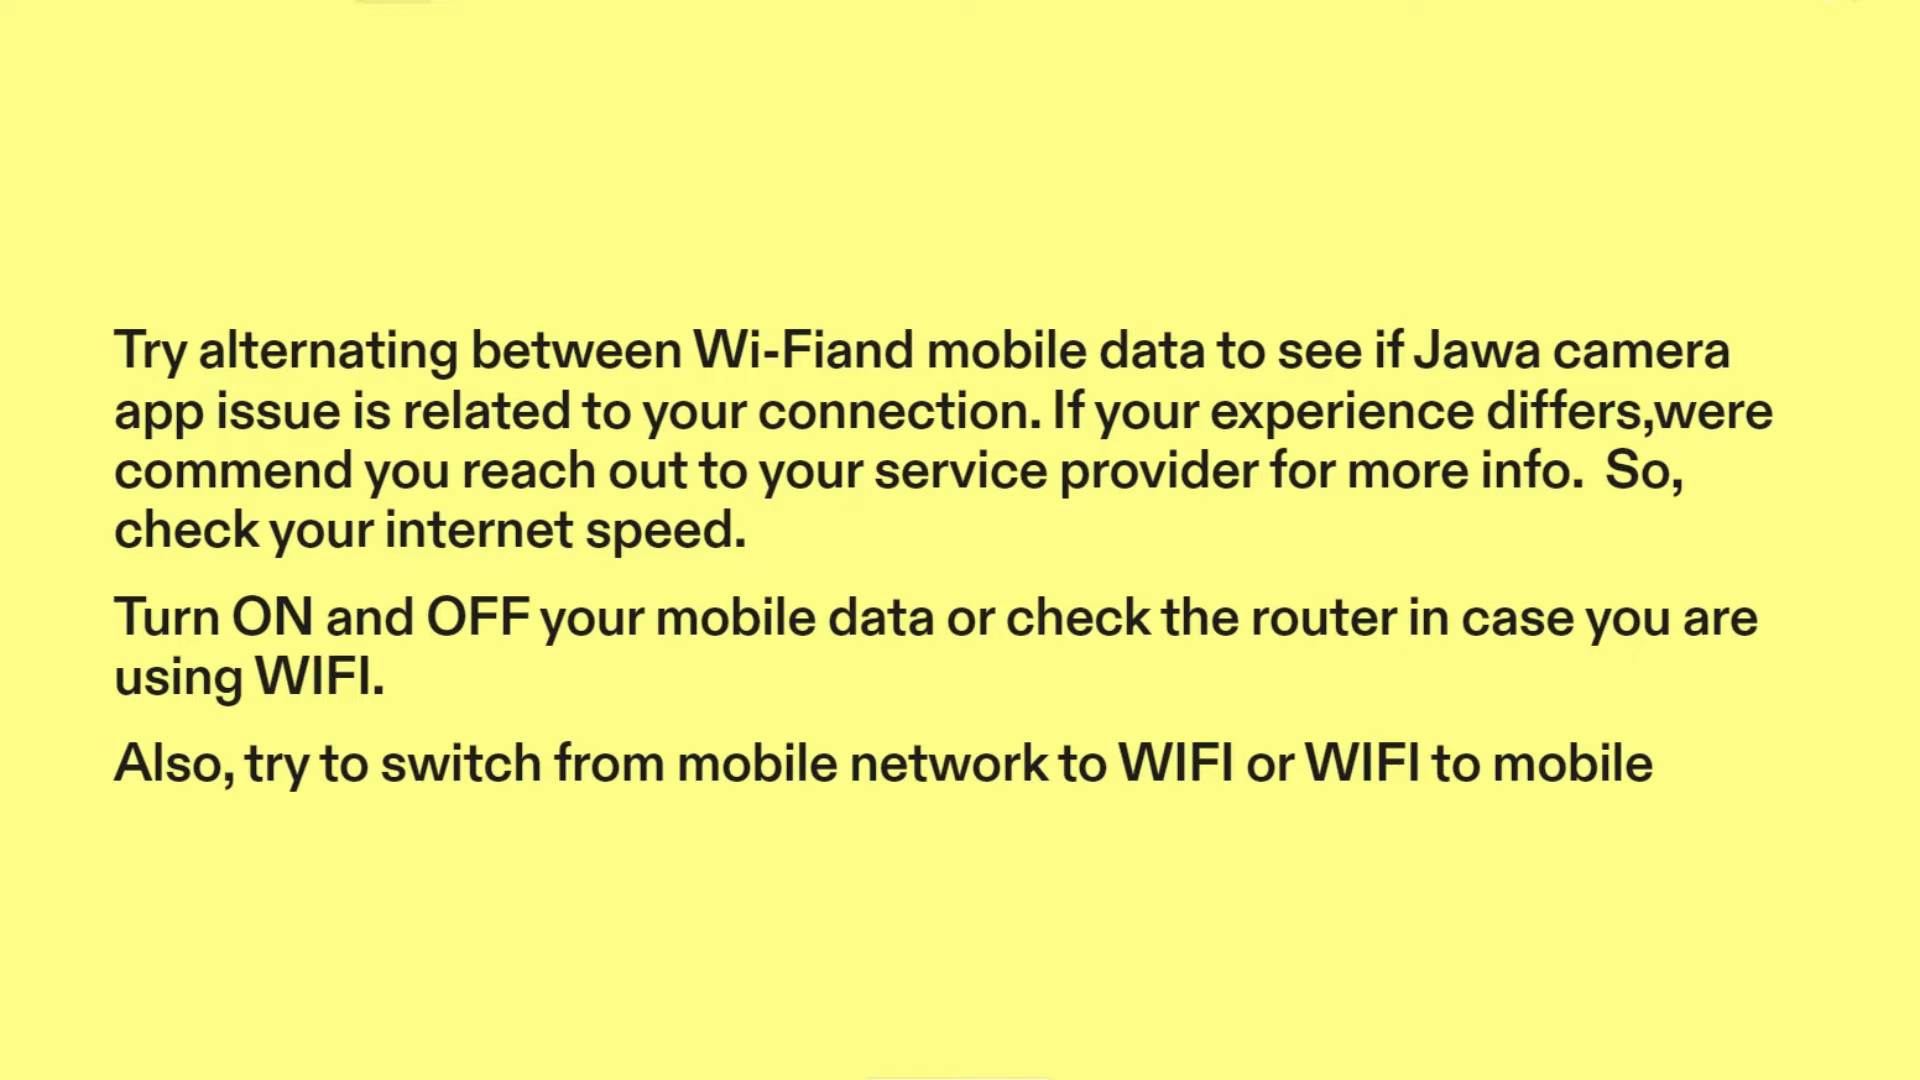 Try alternating between Wi-Fiand mobile data to see if Jawa camera
app issue is related to your connection. If your experience differs,were
commend you reach out to your service provider for more info.  So,
check your internet speed.
Turn ON and OFF your mobile data or check the router in case you are
using WIFI.
Also, try to switch from mobile network to WIFI or WIFI to mobile